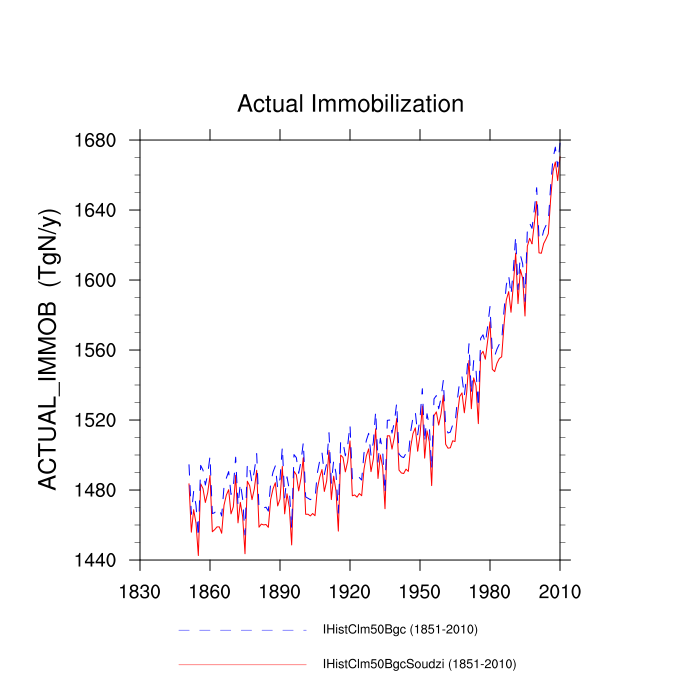 Actual Immobilization
ACTUAL_IMMOB (TgN/y)
1680
1640
1600
1560
1520
1480
1440
1830 1860 1890 1920 1950 1980 2010
IHistClm50Bgc (1851-2010)
IHistClm50BgcSoudzi (1851-2010)